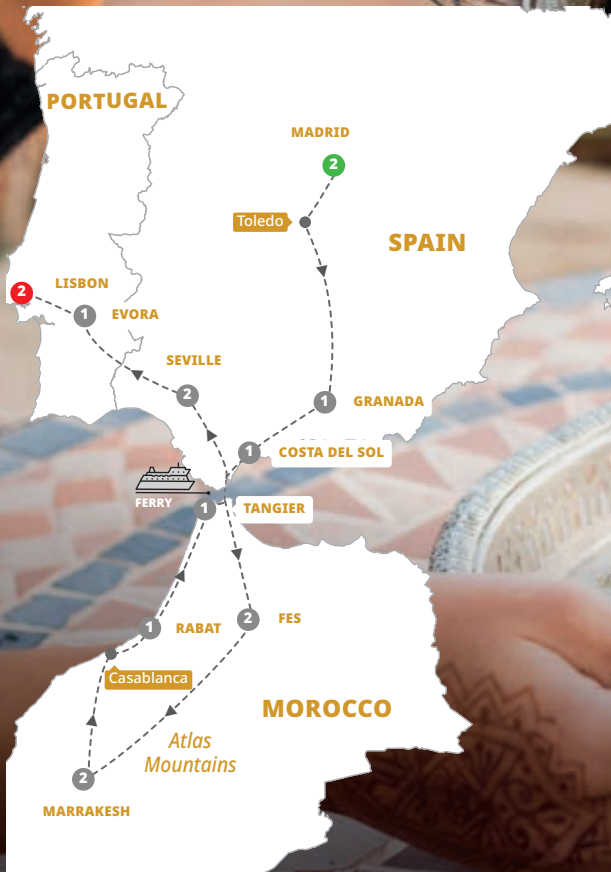 PORTUGAL
MADRID
2
Toledo
SPAIN
LISBON
2
1
EVORA
SEVILLE
2
1
GRANADA
1
COSTA DEL SOL
FERRY
1
TANGIER
1
RABAT
2
FES
Casablanca
MOROCCO
Atlas
Mountains
2
MARRAKESH